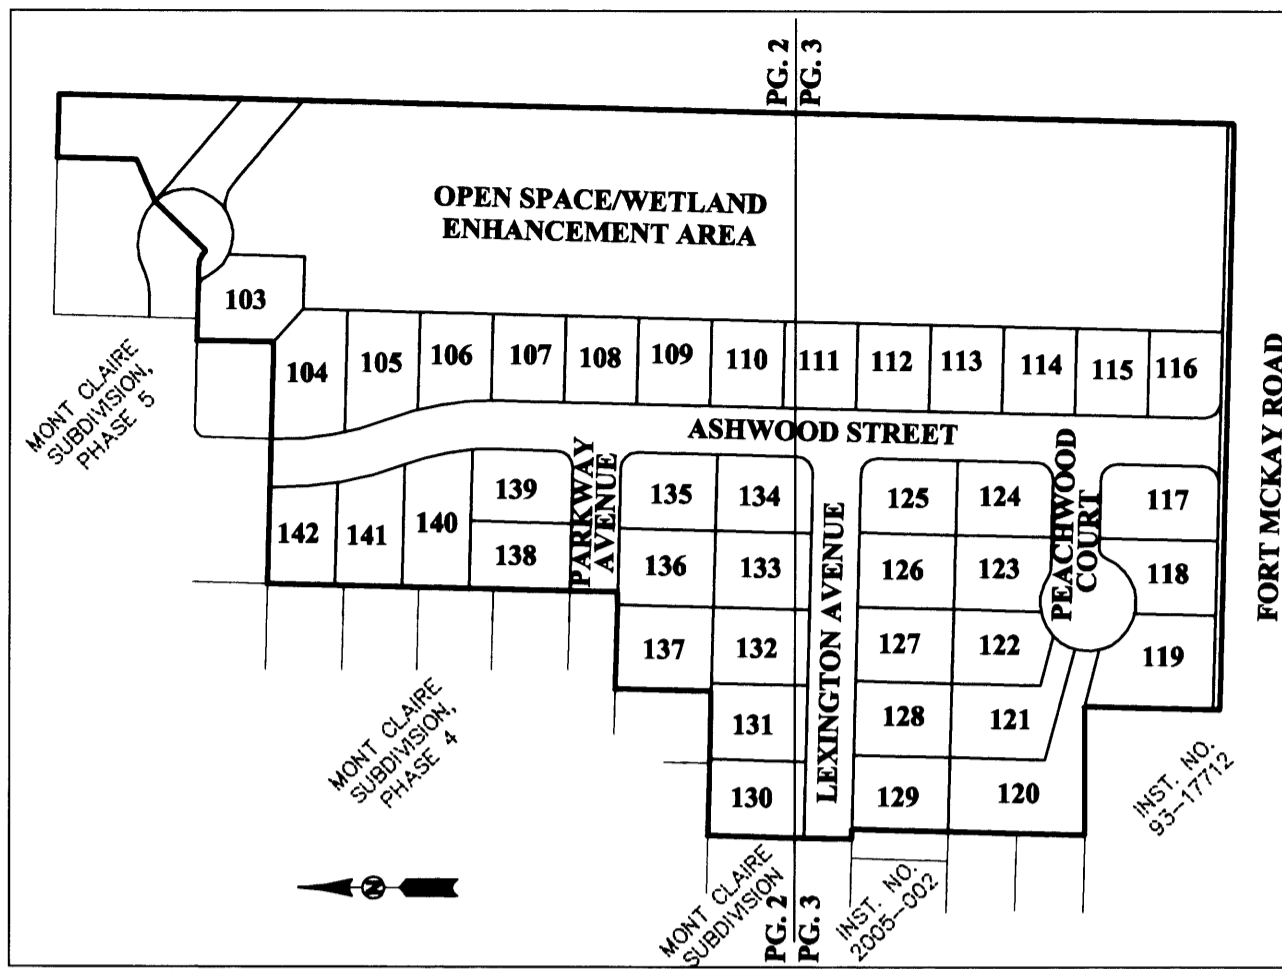 PG. 2
PG. 3
OPEN SPACE/WETLAND
ENHANCEMENT AREA
103
MONT CLAIRE
SUBDIVISION,
PHASE 5
104
105
106
107
108
109
110
111
112
113
114
115
116
FORT MCKAY ROAD
ASHWOOD STREET
PARKWAY
AVENUE
LEXINGTON AVENUE
PEACHWOOD
COURT
142
141
140
139
138
135
134
125
124
117
136
133
126
123
118
137
132
127
122
119
131
128
121
130
129
120
MONT CLAIRE
SUBDIVISION,
PHASE 4
INST. NO.
93-17712
N
MONT CLAIRE
SUBDIVISION
PG. 2
PG. 3
INST. NO.
2005-002